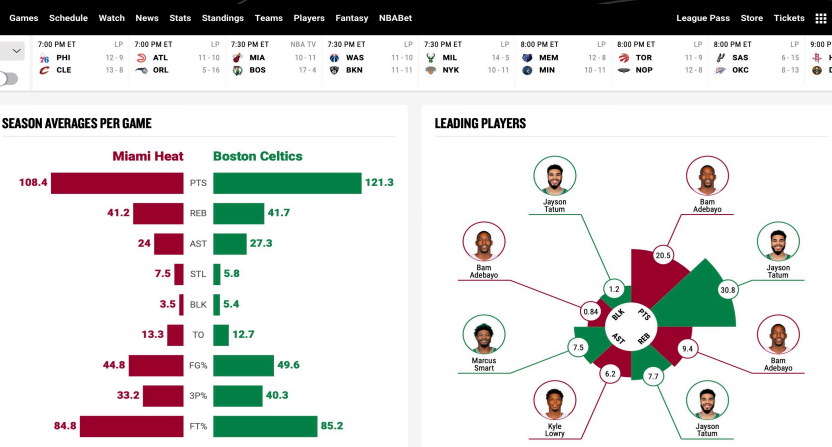 Games Schedule Watch News Stats Standings Teams Players Fantasy NBABet League Pass Store Tickets
7:00 PM ET LP 7:00 PM ET LP 7:30 PM ET NBA TV 7:30 PM ET LP 7:30 PM ET LP 8:00 PM ET LP 8:00 PM ET LP 8:00 PM ET LP 9:00 P
PHI 12 - 9 ATL 11 - 10 MIA 10 - 11 WAS 11 - 10 MIL 14 - 5 MEM 12 - 8 TOR 11 - 9 SAS 6 - 15
CLE 13 - 8 ORL 5 - 16 BOS 17 - 4 BKN 11 - 11 NYK 10 - 11 MIN 10 - 11 NOP 12 - 8 OKC 8 - 13
SEASON AVERAGES PER GAME
Miami Heat Boston Celtics
108.4 PTS 121.3
41.2 REB 41.7
24 AST 27.3
7.5 STL 5.8
3.5 BLK 5.4
13.3 TO 12.7
44.8 FG% 49.6
33.2 3P% 40.3
84.8 FT% 85.2
LEADING PLAYERS
Jayson
Tatum
Bam
Adebayo
Bam
Adebayo
Jayson
Tatum
20.5
1.2
30.8
0.84
BLK PTS
AST REB
7.5
9.4
6.2
7.7
Marcus
Smart
Bam
Adebayo
Kyle
Lowry
Jayson
Tatum